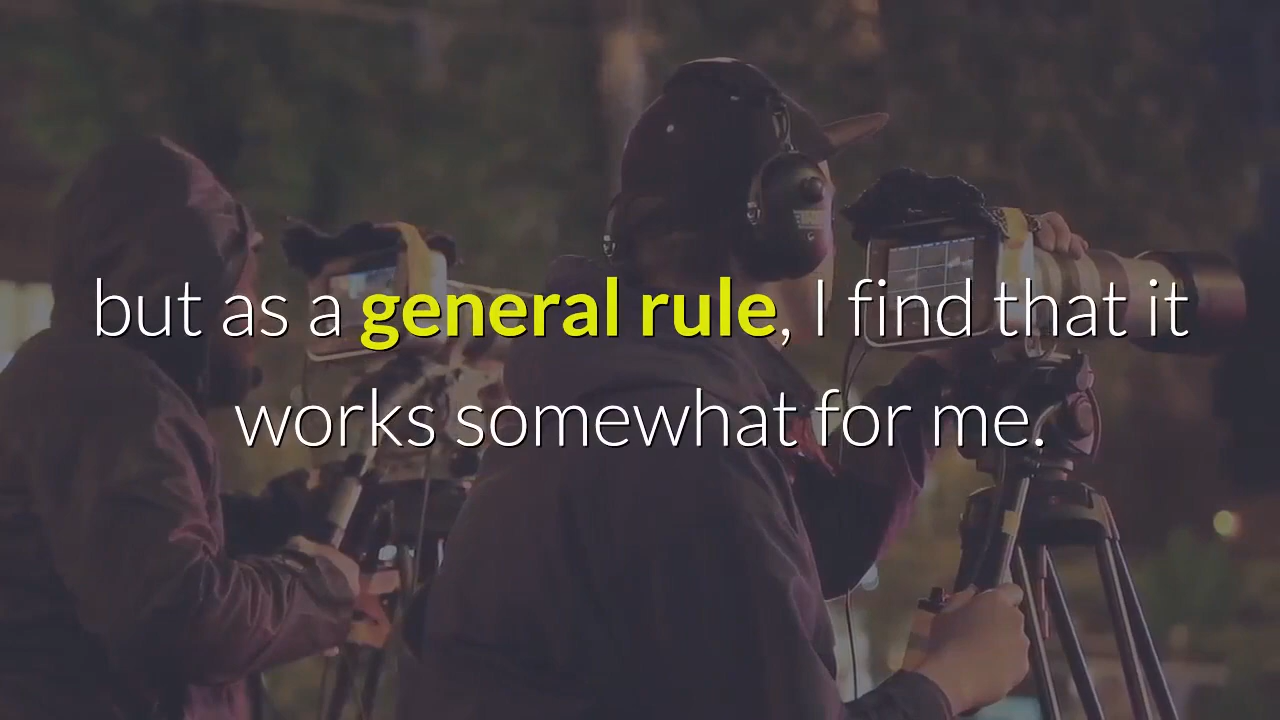 but as a general rule, I find that it
works somewhat for me.